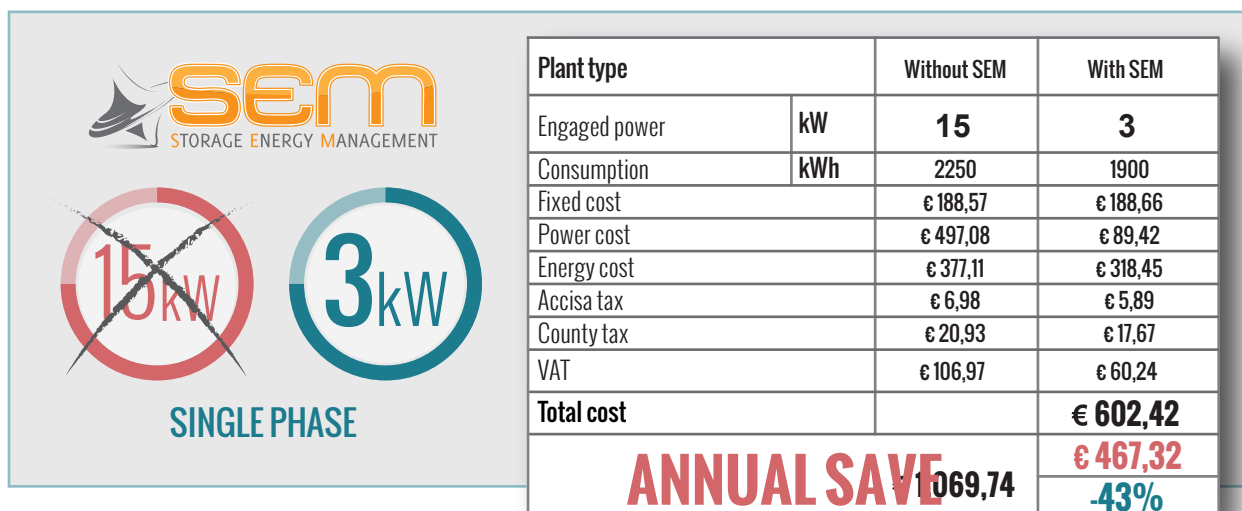 SEM
STORAGE ENERGY MANAGEMENT
15kW
3kW
SINGLE PHASE
Plant type Without SEM With SEM
Engaged power kW 15 3
Consumption kWh 2250 1900
Fixed cost € 188,57 € 188,66
Power cost € 497,08 € 89,42
Energy cost € 377,11 € 318,45
Accisa tax € 6,98 € 5,89
County tax € 20,93 € 17,67
VAT € 106,97 € 60,24
Total cost € 602,42
ANNUAL SAVE € 1069,74 € 467,32
-43%